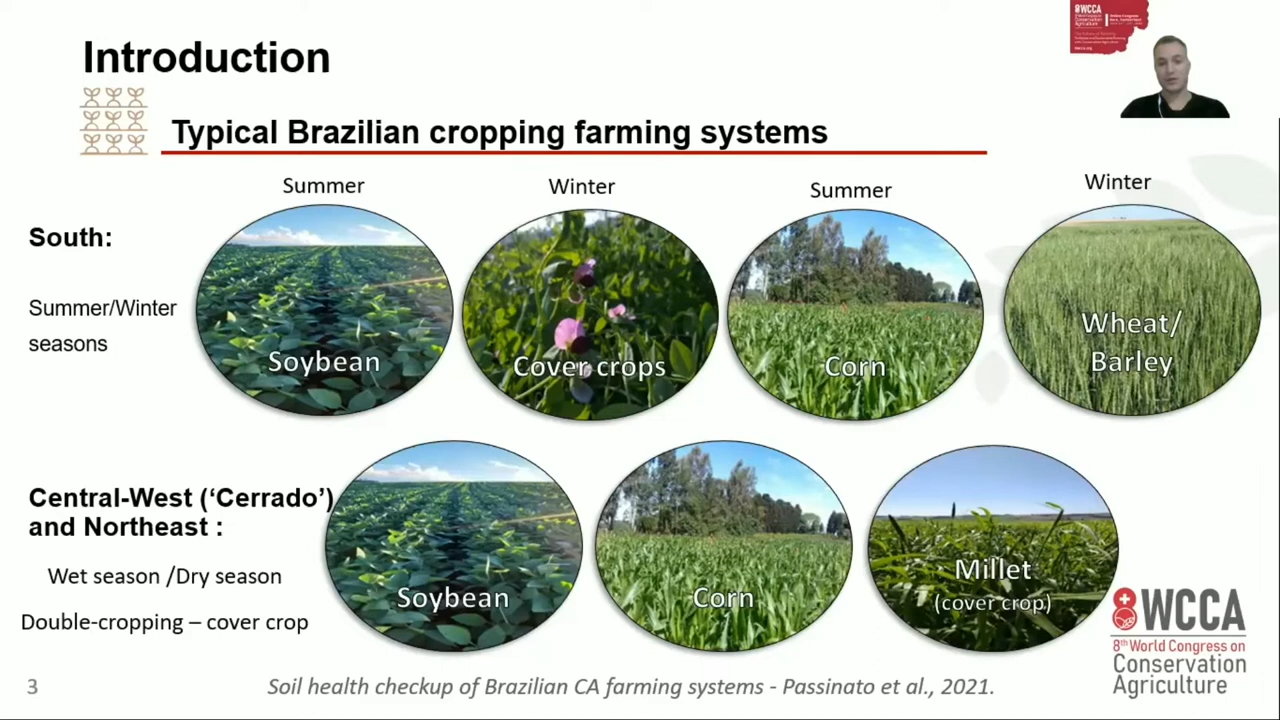 Introduction
8WCCA
Typical Brazilian cropping farming systems
Summer
Winter
Summer
Winter
South:
Summer/Winter
seasons
Soybean
Cover crops
Corn
Wheat/
Barley
Central-West (‘Cerrado’)
and Northeast :
Wet season /Dry season
Double-cropping – cover crop
Soybean
Corn
Millet
(cover crop)
8WCCA
8th World Congress on
Conservation
Agriculture
3
Soil health checkup of Brazilian CA farming systems - Passinato et al., 2021.